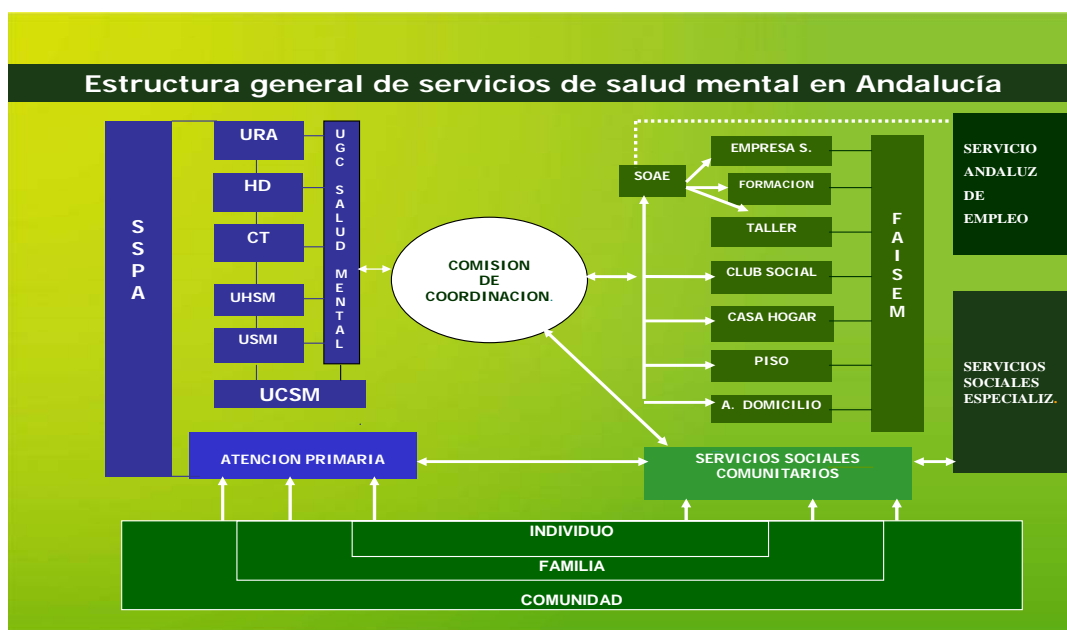 Estructura general de servicios de salud mental en Andalucía
SSPA
URA
HD
CT
UHSM
USMI
UCSM
UGC SALUD MENTAL
ATENCION PRIMARIA
COMISION
DE
COORDINACION.
SOAE
EMPRESA S.
FORMACION
TALLER
CLUB SOCIAL
CASA HOGAR
PISO
A. DOMICILIO
FAISEM
SERVICIO
ANDALUZ
DE
EMPLEO
SERVICIOS
SOCIALES
ESPECIALIZ.
SERVICIOS SOCIALES
COMUNITARIOS
INDIVIDUO
FAMILIA
COMUNIDAD